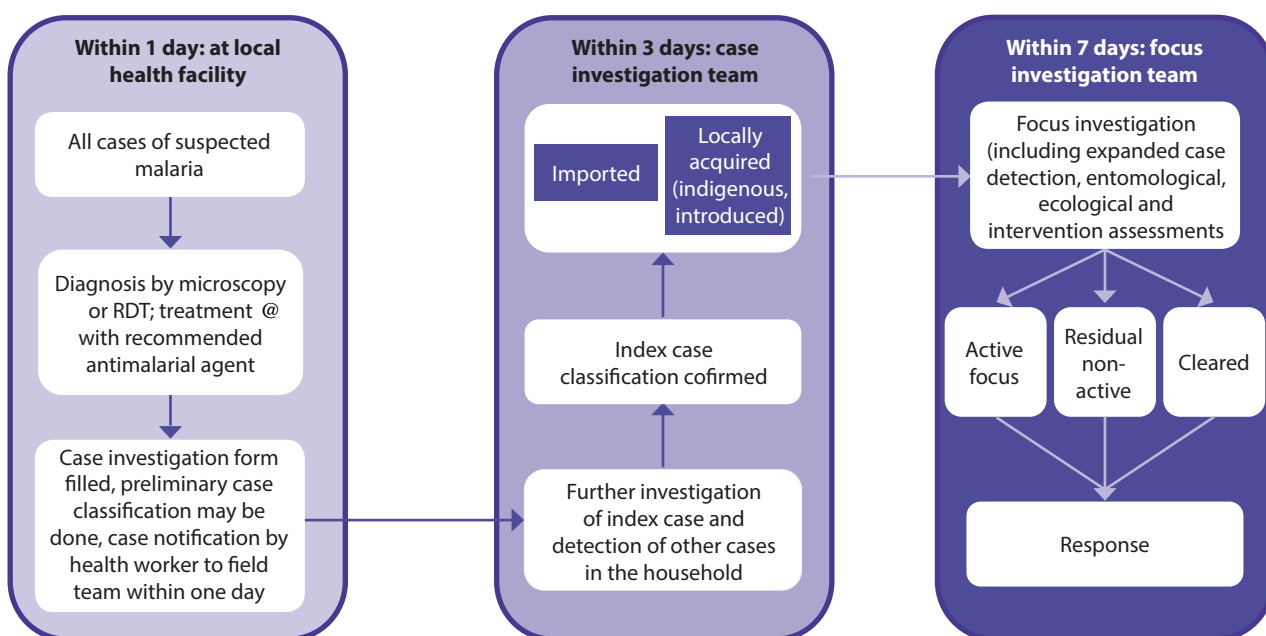 Within 1 day: at local
health facility
All cases of suspected
malaria
Diagnosis by microscopy
or RDT; treatment @
with recommended
antimalarial agent
Case investigation form
filled, preliminary case
classification may be
done, case notification by
health worker to field
team within one day
Within 3 days: case
investigation team
Imported
Locally
acquired
(indigenous,
introduced)
Index case
classification cofirmed
Further investigation
of index case and
detection of other cases
in the household
Within 7 days: focus
investigation team
Focus investigation
(including expanded case
detection, entomological,
ecological and
intervention assessments
Active
focus
Residual
non-
active
Cleared
Response